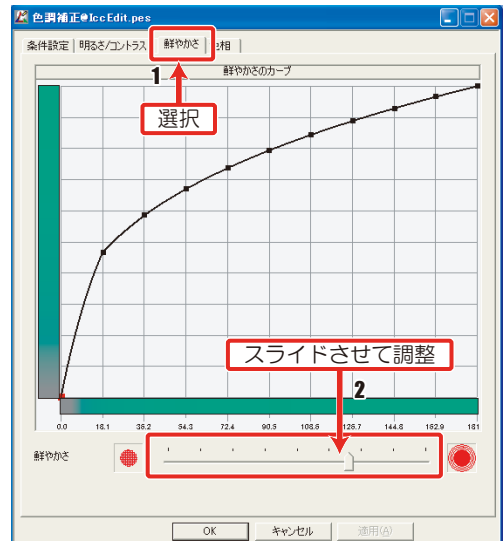 色調補正@IccEdit.pes
条件設定 明るさ/コントラス 鮮やかさ 色相
1
鮮やかさのカーブ
選択
スライドさせて調整
2
0.0 18.1 36.2 54.3 72.4 90.5 108.6 126.7 144.8 162.9 181
鮮やかさ
OK キャンセル 適用(A)